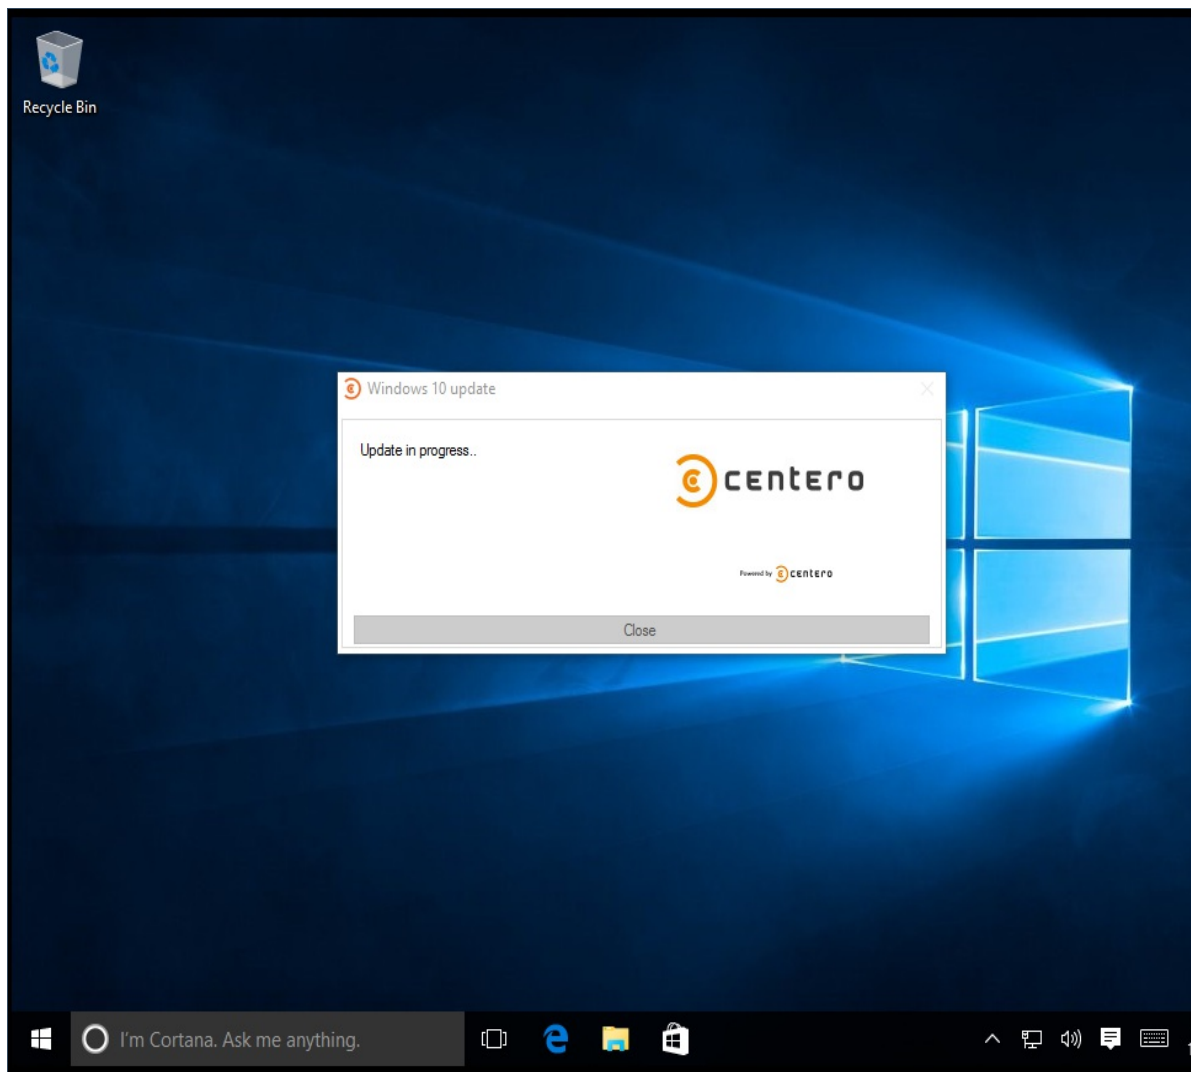 Recycle Bin
Windows 10 update
Update in progress..
centero
Powered by centero
Close
I'm Cortana. Ask me anything.